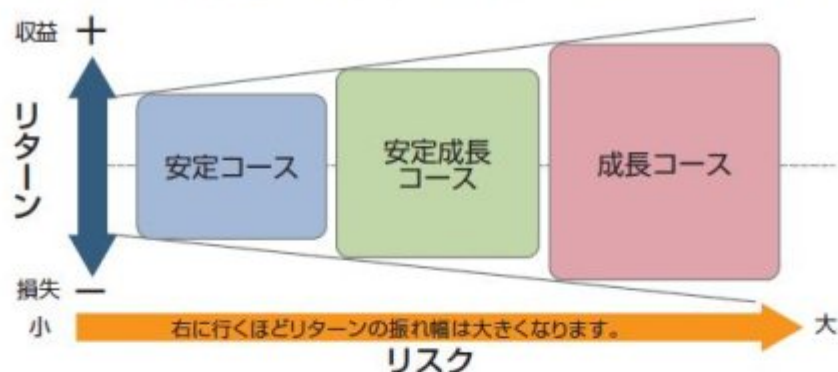 収益 +
リターン
安定コース
安定成長
コース
成長コース
損失 −
小
右に行くほどリターンの振れ幅は大きくなります。
大
リスク